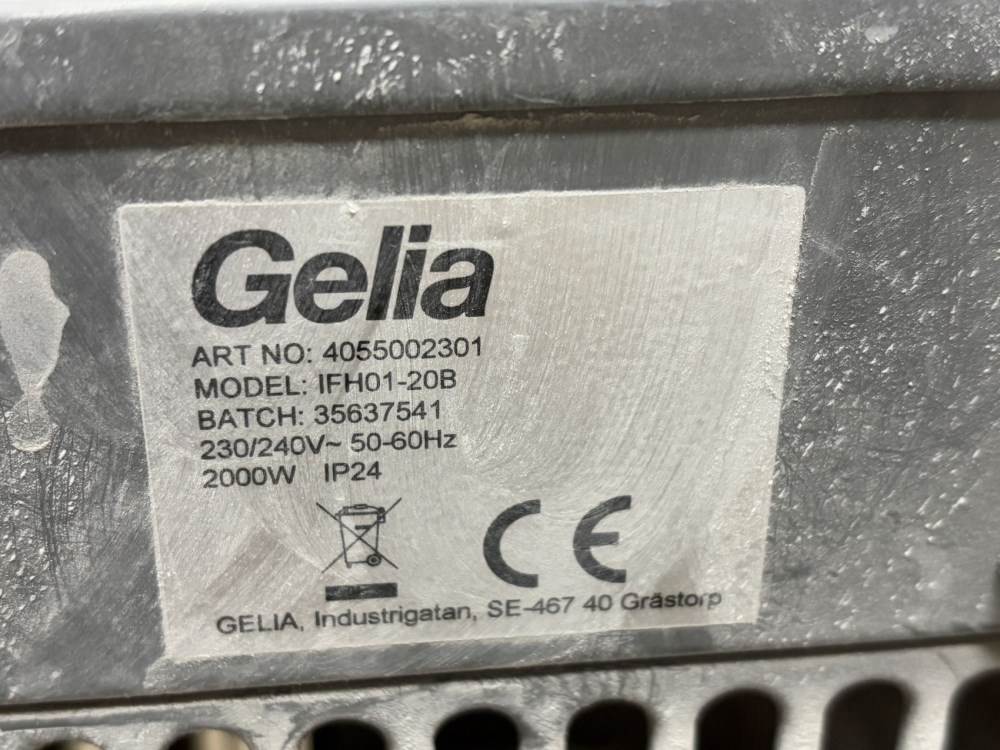 Gelia
ART NO: 4055002301
MODEL: IFH01-20B
BATCH: 35637541
230/240V~ 50-60Hz
2000W IP24
CE
GELIA, Industrigatan, SE-467 40 Grästorp